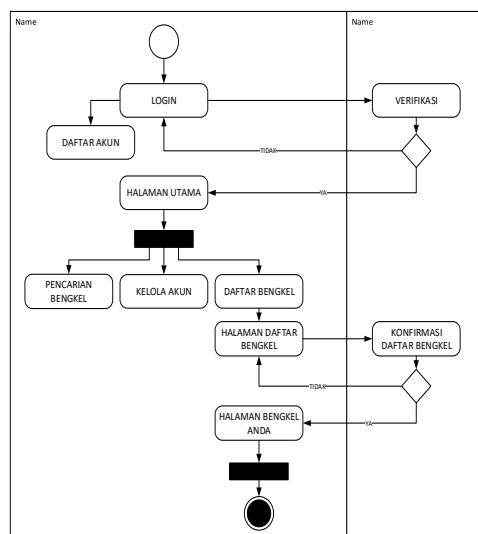 Name
Name
LOGIN
VERIFIKASI
DAFTAR AKUN
TIDAK
HALAMAN UTAMA
YA
PENCARIAN
BENGKEL
KELOLA AKUN
DAFTAR BENGKEL
HALAMAN DAFTAR
BENGKEL
KONFIRMASI
DAFTAR BENGKEL
TIDAK
HALAMAN BENGKEL
ANDA
YA